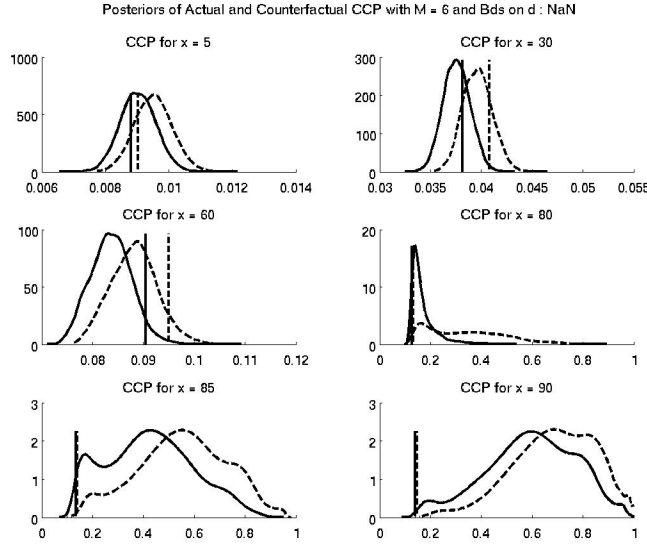 Posteriors of Actual and Counterfactual CCP with M = 6 and Bds on d : NaN
CCP for x = 5
1000
500
0
0.006 0.008 0.01 0.012 0.014
CCP for x = 30
300
200
100
0
0.03 0.035 0.04 0.045 0.05 0.055
CCP for x = 60
100
50
0
0.08 0.09 0.1 0.11 0.12
CCP for x = 80
20
10
0
0 0.2 0.4 0.6 0.8 1
CCP for x = 85
3
2
1
0
0 0.2 0.4 0.6 0.8 1
CCP for x = 90
3
2
1
0
0 0.2 0.4 0.6 0.8 1